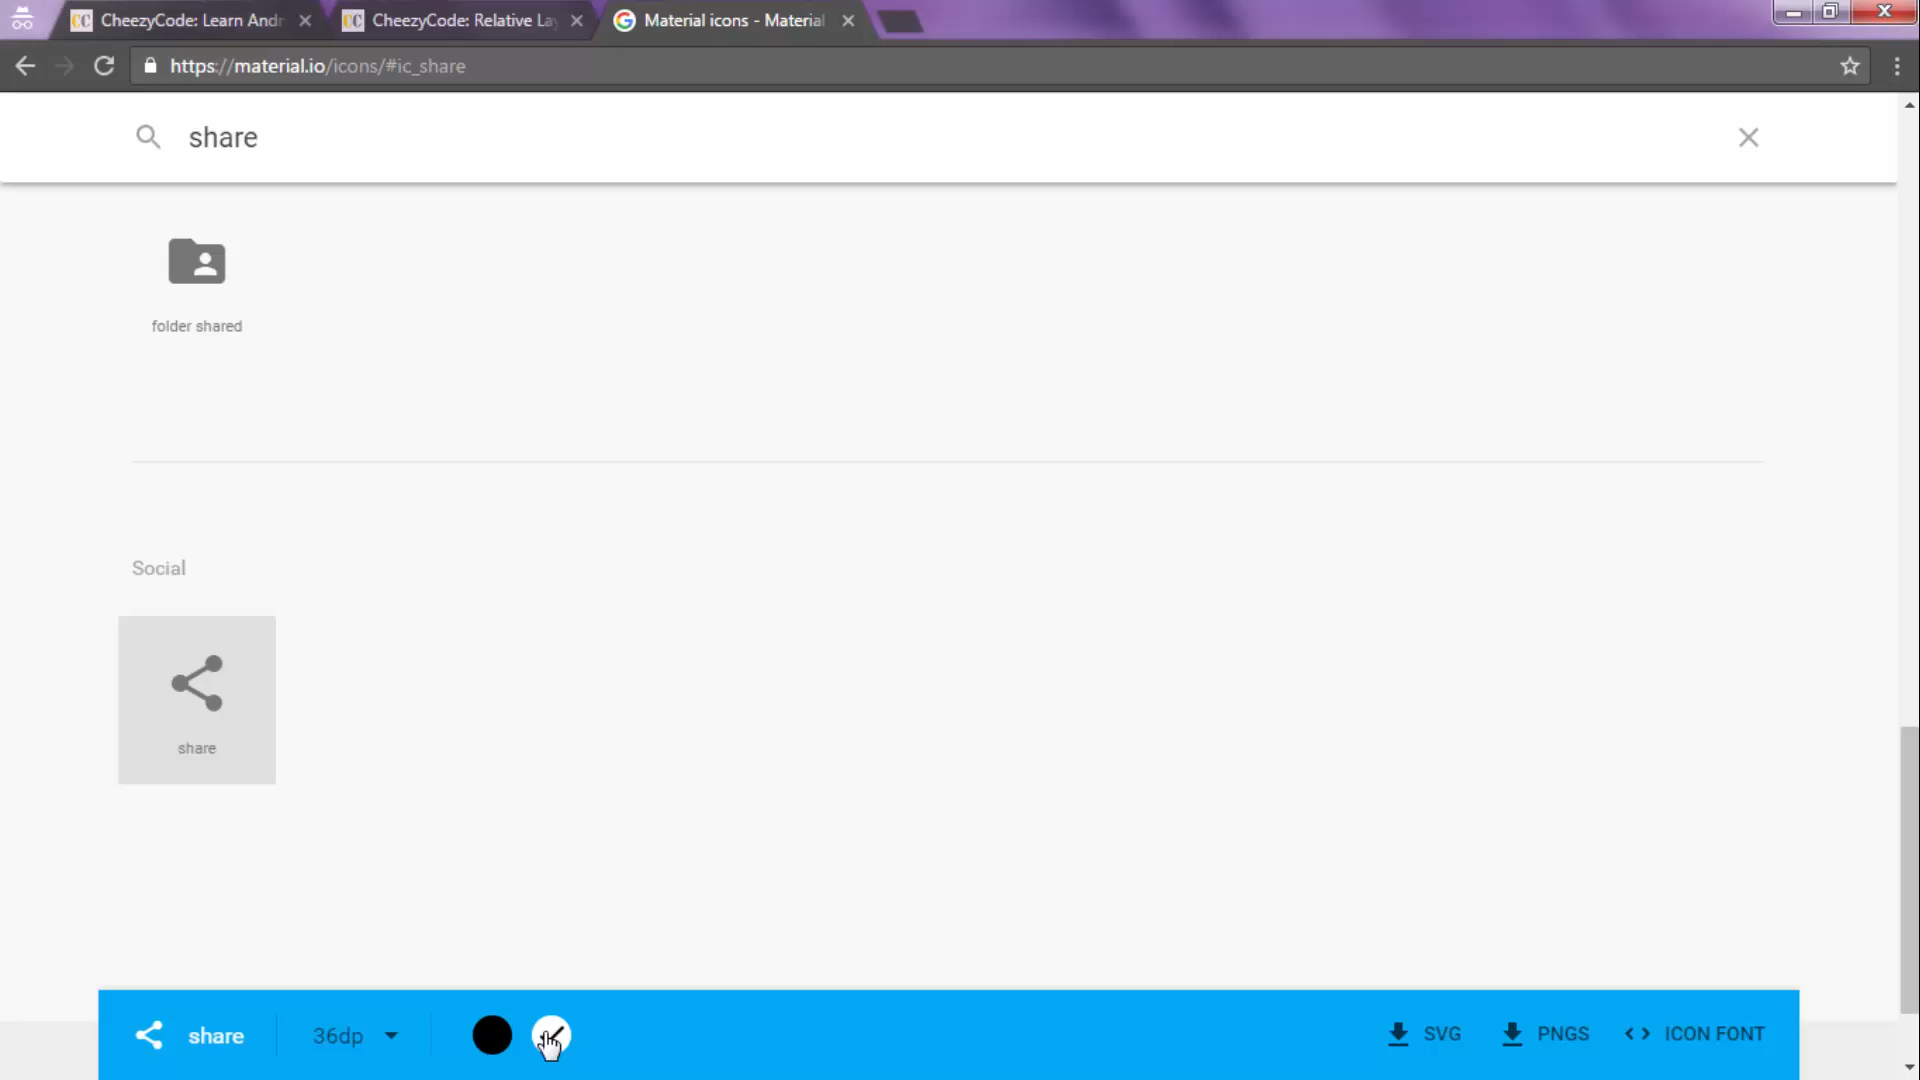 CheezyCode: Learn Andr
CheezyCode: Relative La
Material icons - Material
https://material.io/icons/#ic_share
share
folder shared
Social
share
share
36dp
SVG
PNGS
ICON FONT